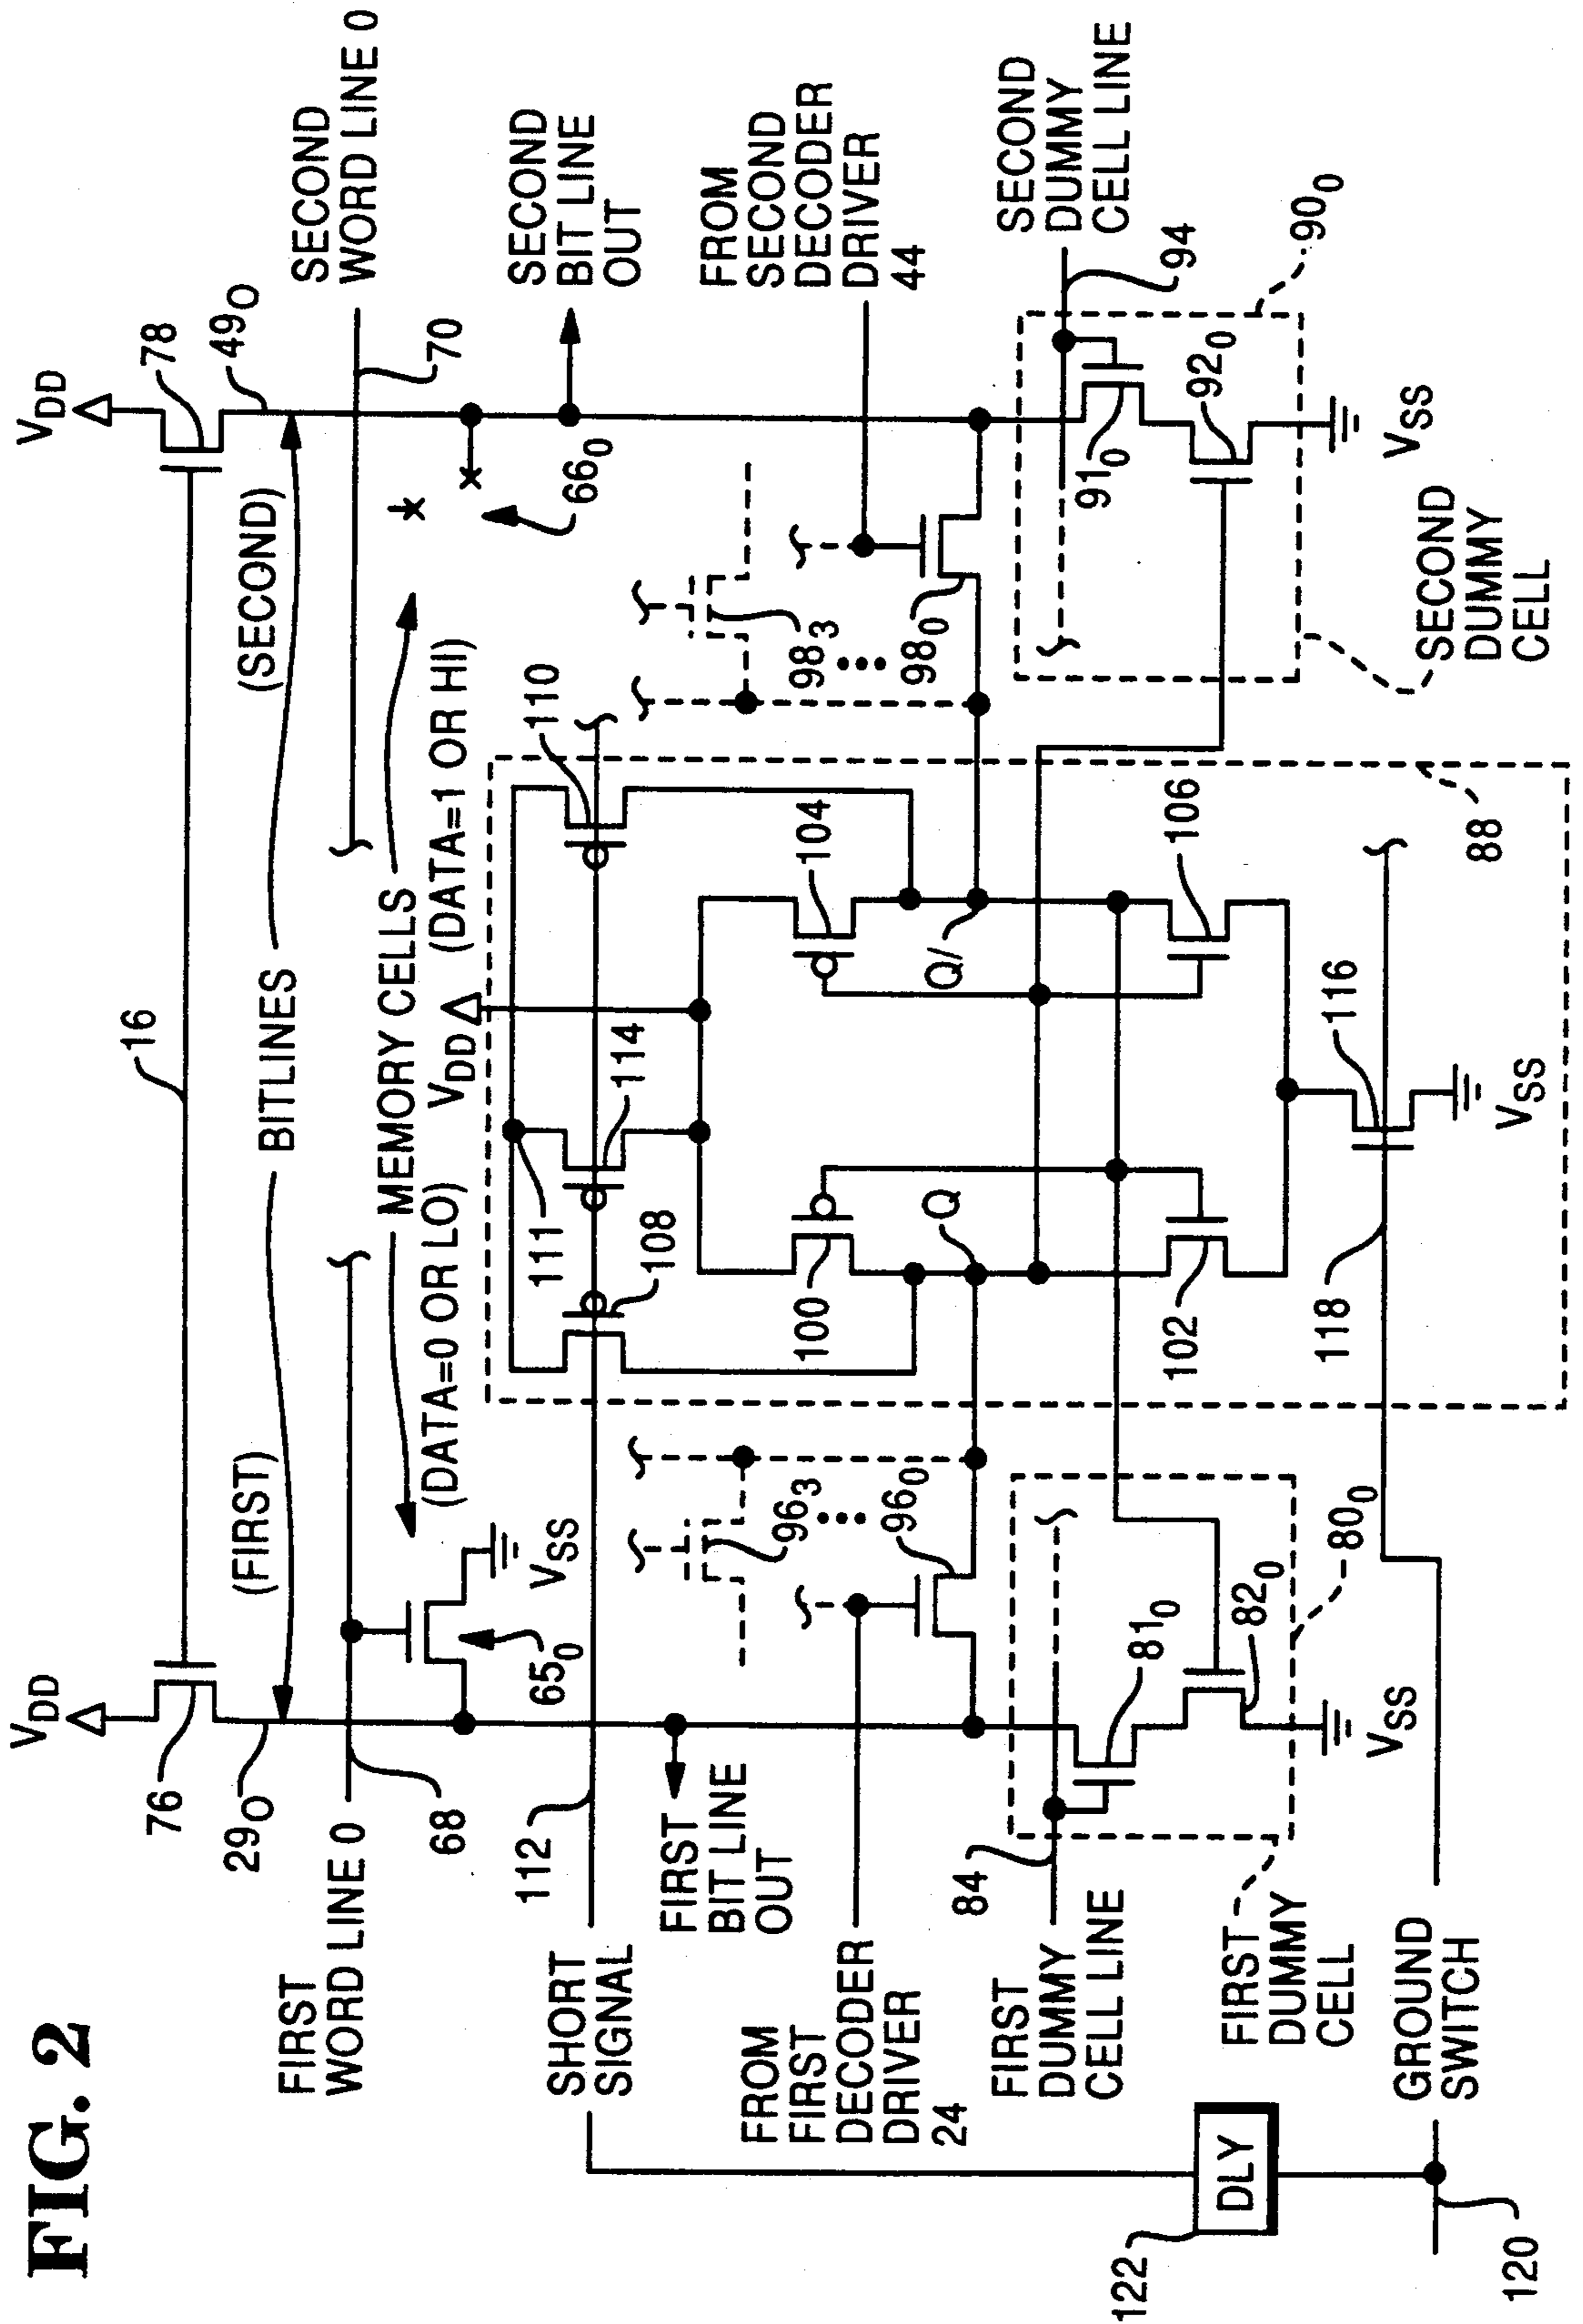 FIG. 2
V_DD
76
29_0
16
V_DD
78
49_0
(FIRST)
BITLINES
(SECOND)
FIRST
WORD LINE 0
68
SECOND
WORD LINE 0
70
MEMORY CELLS
(DATA=0 OR LO)
(DATA=1 OR HI)
65_0
V_SS
66_0
SHORT
SIGNAL
112
111
108
114
V_DD
110
SECOND
BIT LINE
OUT
FIRST
BIT LINE
OUT
96_3
96_0
98_3
98_0
FROM
FIRST
DECODER
DRIVER
24
FROM
SECOND
DECODER
DRIVER
44
100
104
Q
Q/
102
106
FIRST
DUMMY
CELL LINE
84
81_0
82_0
80_0
V_SS
FIRST
DUMMY
CELL
SECOND
DUMMY
CELL LINE
94
91_0
92_0
90_0
V_SS
SECOND
DUMMY
CELL
88
116
118
V_SS
GROUND
SWITCH
DLY
122
120